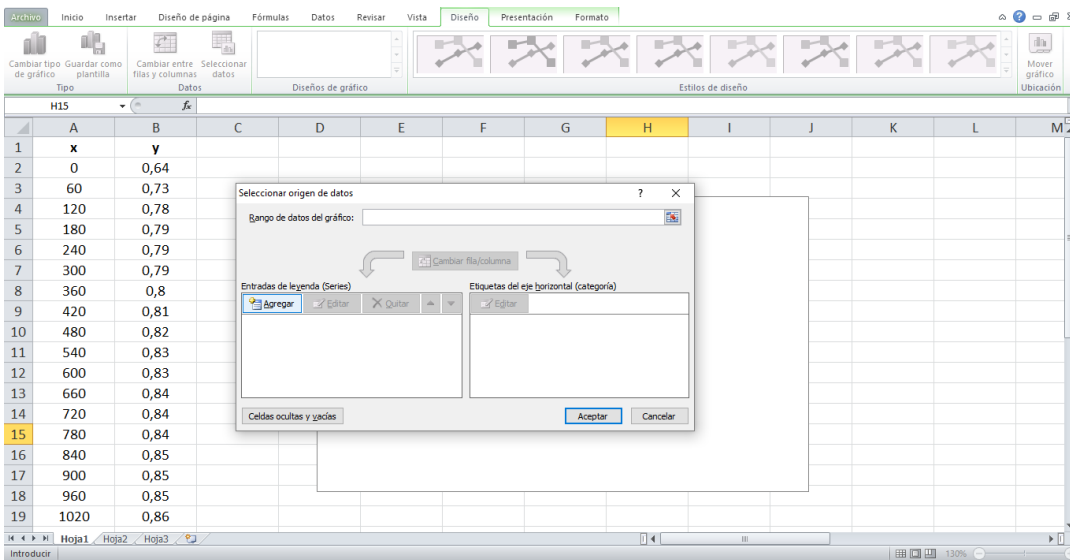 Archivo Inicio Insertar Diseño de página Fórmulas Datos Revisar Vista Diseño Presentación Formato
Cambiar tipo de gráfico Guardar como plantilla Cambiar entre filas y columnas Seleccionar datos Mover gráfico
Tipo Datos Diseños de gráfico Estilos de diseño Ubicación
H15 fx
A B C D E F G H I J K L M
1 x y
2 0 0,64
3 60 0,73
4 120 0,78
5 180 0,79
6 240 0,79
7 300 0,79
8 360 0,8
9 420 0,81
10 480 0,82
11 540 0,83
12 600 0,83
13 660 0,84
14 720 0,84
15 780 0,84
16 840 0,85
17 900 0,85
18 960 0,85
19 1020 0,86
Seleccionar origen de datos ?
Rango de datos del gráfico:
Cambiar fila/columna
Entradas de leyenda (Series) Etiquetas del eje horizontal (categoría)
Agregar Editar Quitar Editar
Celdas ocultas y vacías Aceptar Cancelar
Hoja1 Hoja2 Hoja3
Introducir 130%